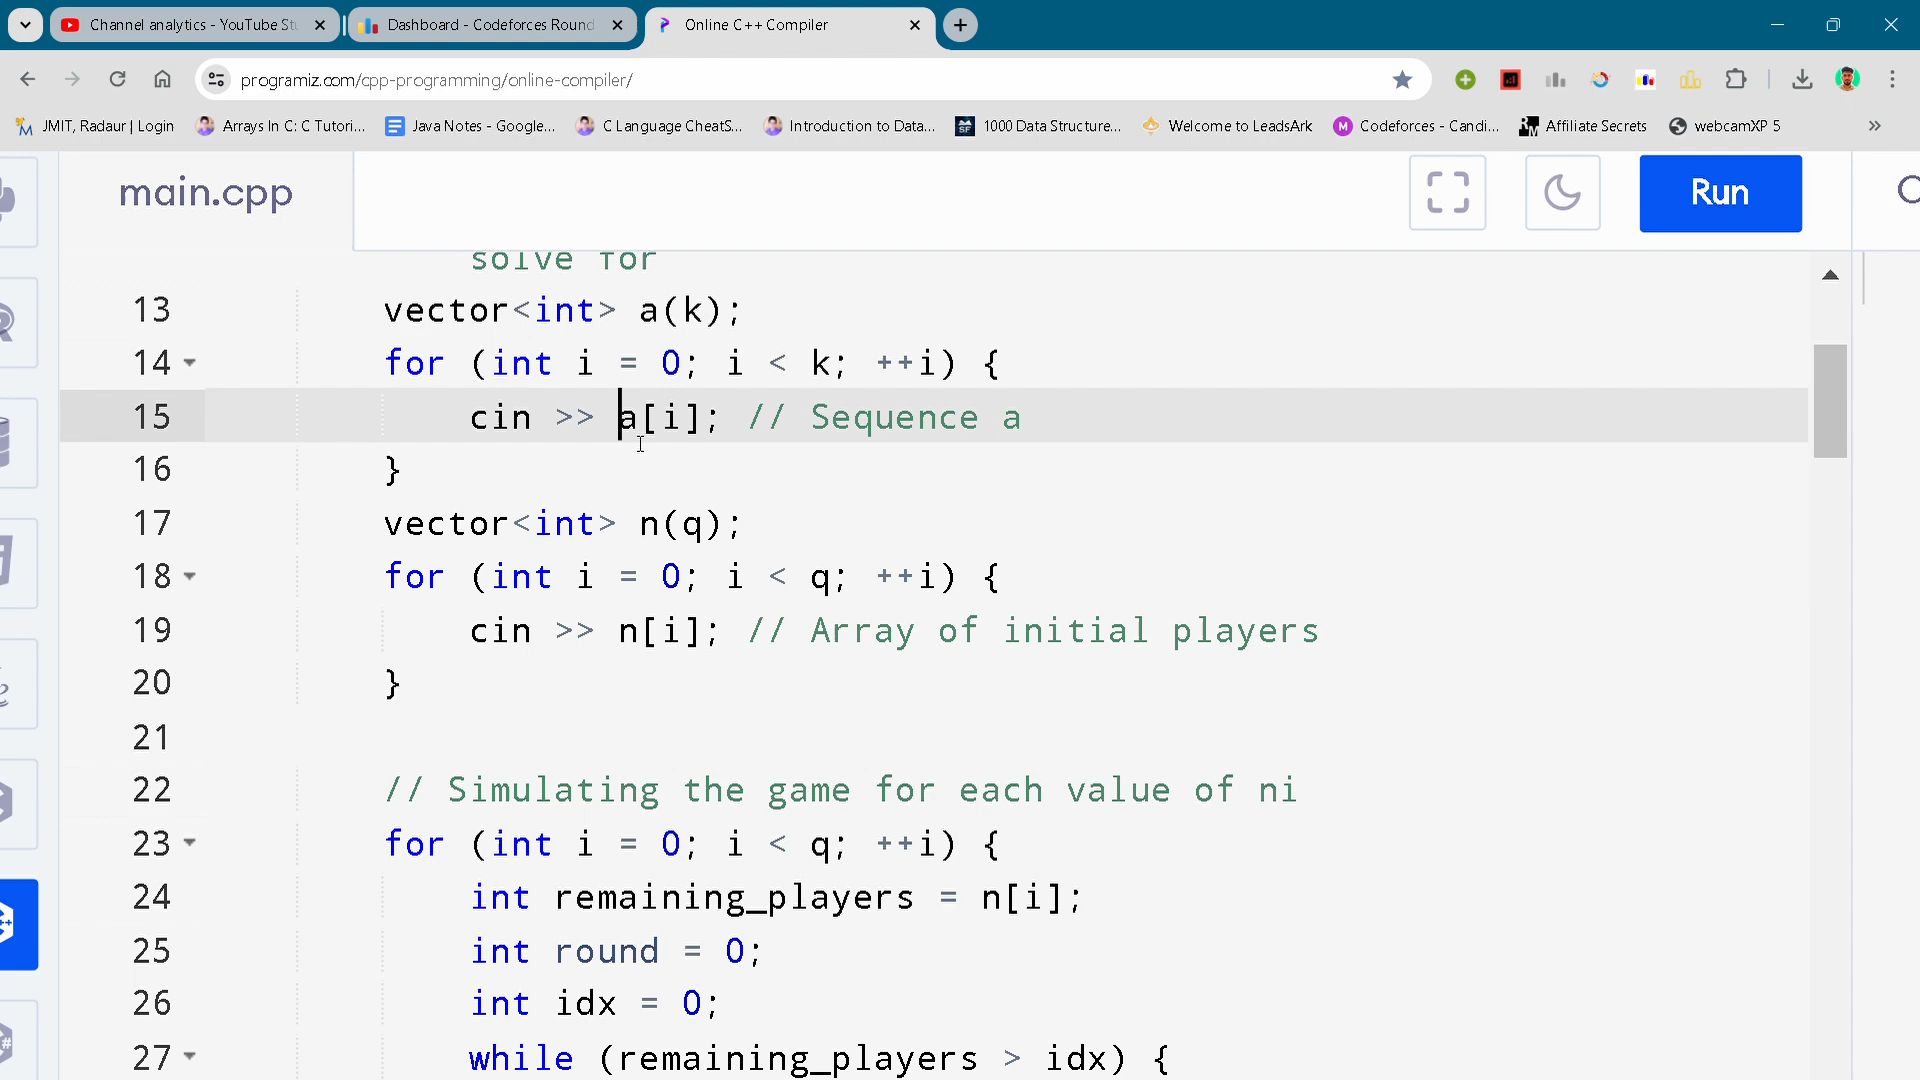 Channel analytics - YouTube Stu
Dashboard - Codeforces Round
Online C++ Compiler
programiz.com/cpp-programming/online-compiler/
JMIT, Radaur | Login
Arrays In C: C Tutori...
Java Notes - Google...
C Language CheatS...
Introduction to Data...
1000 Data Structure...
Welcome to LeadsArk
Codeforces - Candi...
Affiliate Secrets
webcamXP 5
main.cpp
Run
solve for
13 vector<int> a(k);
14 for (int i = 0; i < k; ++i) {
15 cin >> a[i]; // Sequence a
16 }
17 vector<int> n(q);
18 for (int i = 0; i < q; ++i) {
19 cin >> n[i]; // Array of initial players
20 }
21
22 // Simulating the game for each value of ni
23 for (int i = 0; i < q; ++i) {
24 int remaining_players = n[i];
25 int round = 0;
26 int idx = 0;
27 while (remaining_players > idx) {